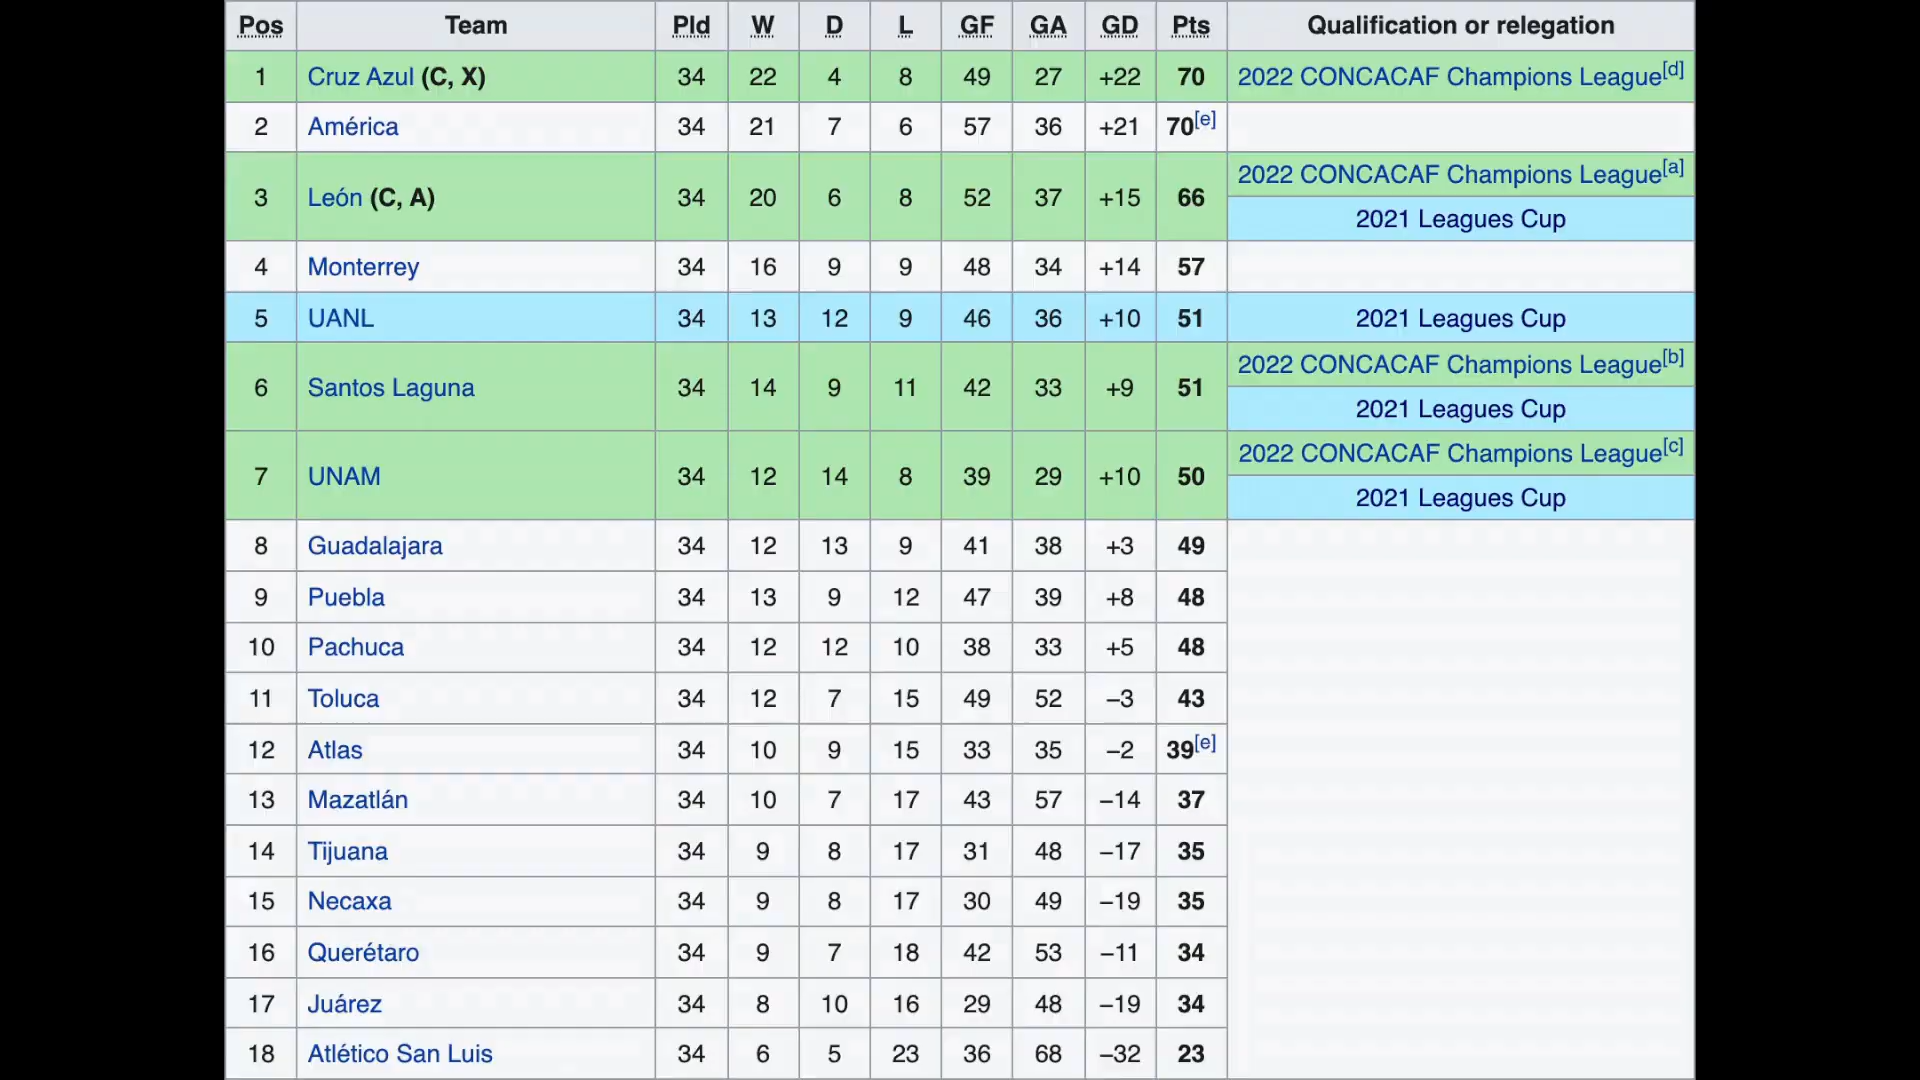 Pos Team Pld W D L GF GA GD Pts Qualification or relegation
1 Cruz Azul (C, X) 34 22 4 8 49 27 +22 70 2022 CONCACAF Champions League[d]
2 América 34 21 7 6 57 36 +21 70[e]
3 León (C, A) 34 20 6 8 52 37 +15 66 2022 CONCACAF Champions League[a]
2021 Leagues Cup
4 Monterrey 34 16 9 9 48 34 +14 57
5 UANL 34 13 12 9 46 36 +10 51 2021 Leagues Cup
6 Santos Laguna 34 14 9 11 42 33 +9 51 2022 CONCACAF Champions League[b]
2021 Leagues Cup
7 UNAM 34 12 14 8 39 29 +10 50 2022 CONCACAF Champions League[c]
2021 Leagues Cup
8 Guadalajara 34 12 13 9 41 38 +3 49
9 Puebla 34 13 9 12 47 39 +8 48
10 Pachuca 34 12 12 10 38 33 +5 48
11 Toluca 34 12 7 15 49 52 −3 43
12 Atlas 34 10 9 15 33 35 −2 39[e]
13 Mazatlán 34 10 7 17 43 57 −14 37
14 Tijuana 34 9 8 17 31 48 −17 35
15 Necaxa 34 9 8 17 30 49 −19 35
16 Querétaro 34 9 7 18 42 53 −11 34
17 Juárez 34 8 10 16 29 48 −19 34
18 Atlético San Luis 34 6 5 23 36 68 −32 23